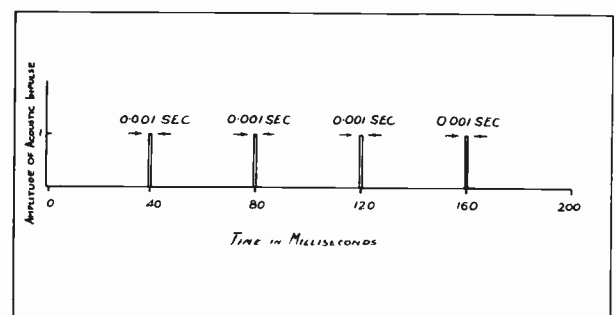 AMPLITUDE OF ACOUSTIC IMPULSE
1
0.001 SEC 0.001 SEC 0.001 SEC 0.001 SEC
0 40 80 120 160 200
TIME IN MILLISECONDS